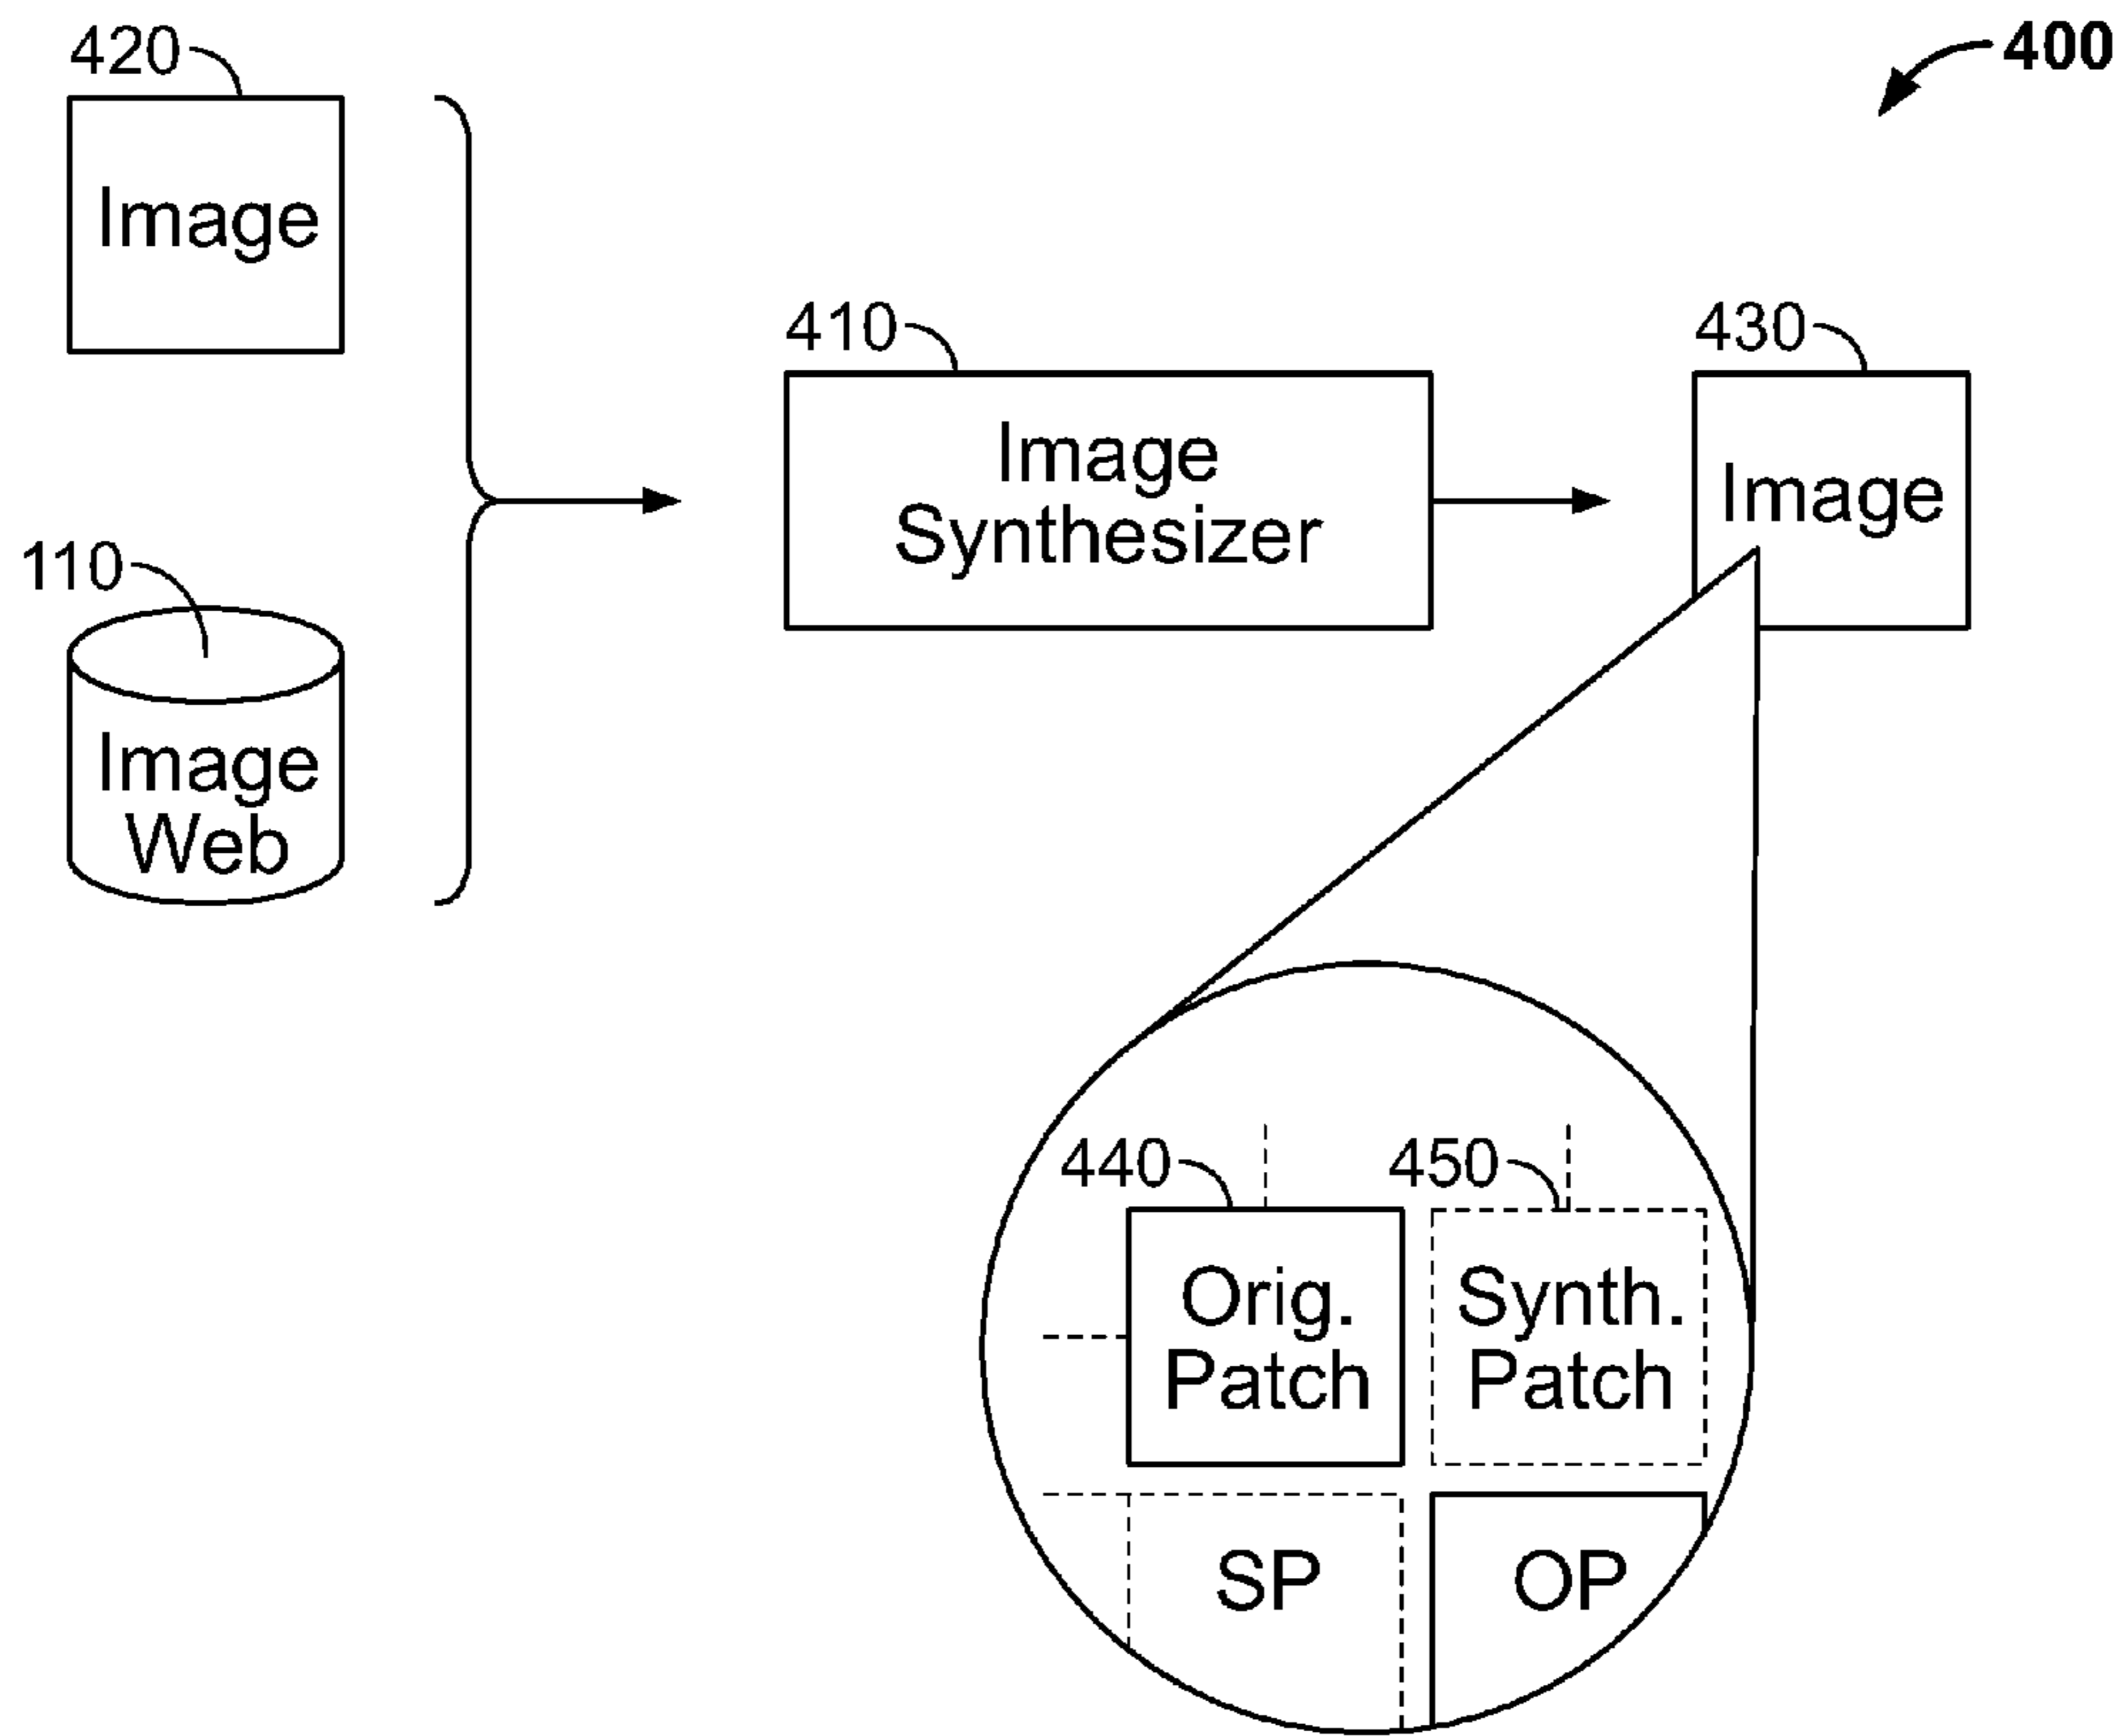 420
400
Image
410
430
Image
Synthesizer
Image
110
Image
Web
440
450
Orig.
Patch
Synth.
Patch
SP
OP